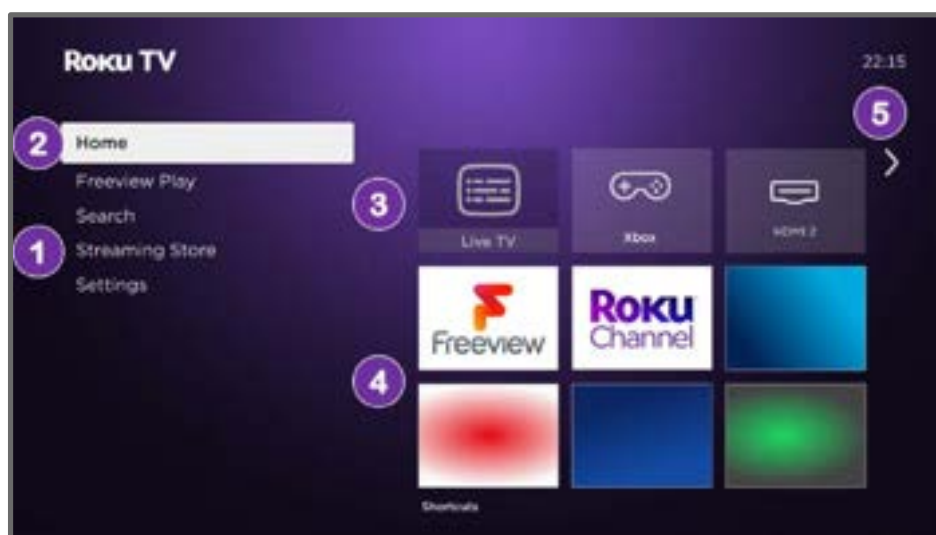 Roku TV
22:15
5
2
Home
Freeview Play
Search
1
Streaming Store
Settings
3
Live TV
Xbox
HDMI 2
Freeview
Roku
Channel
4
Shortcuts